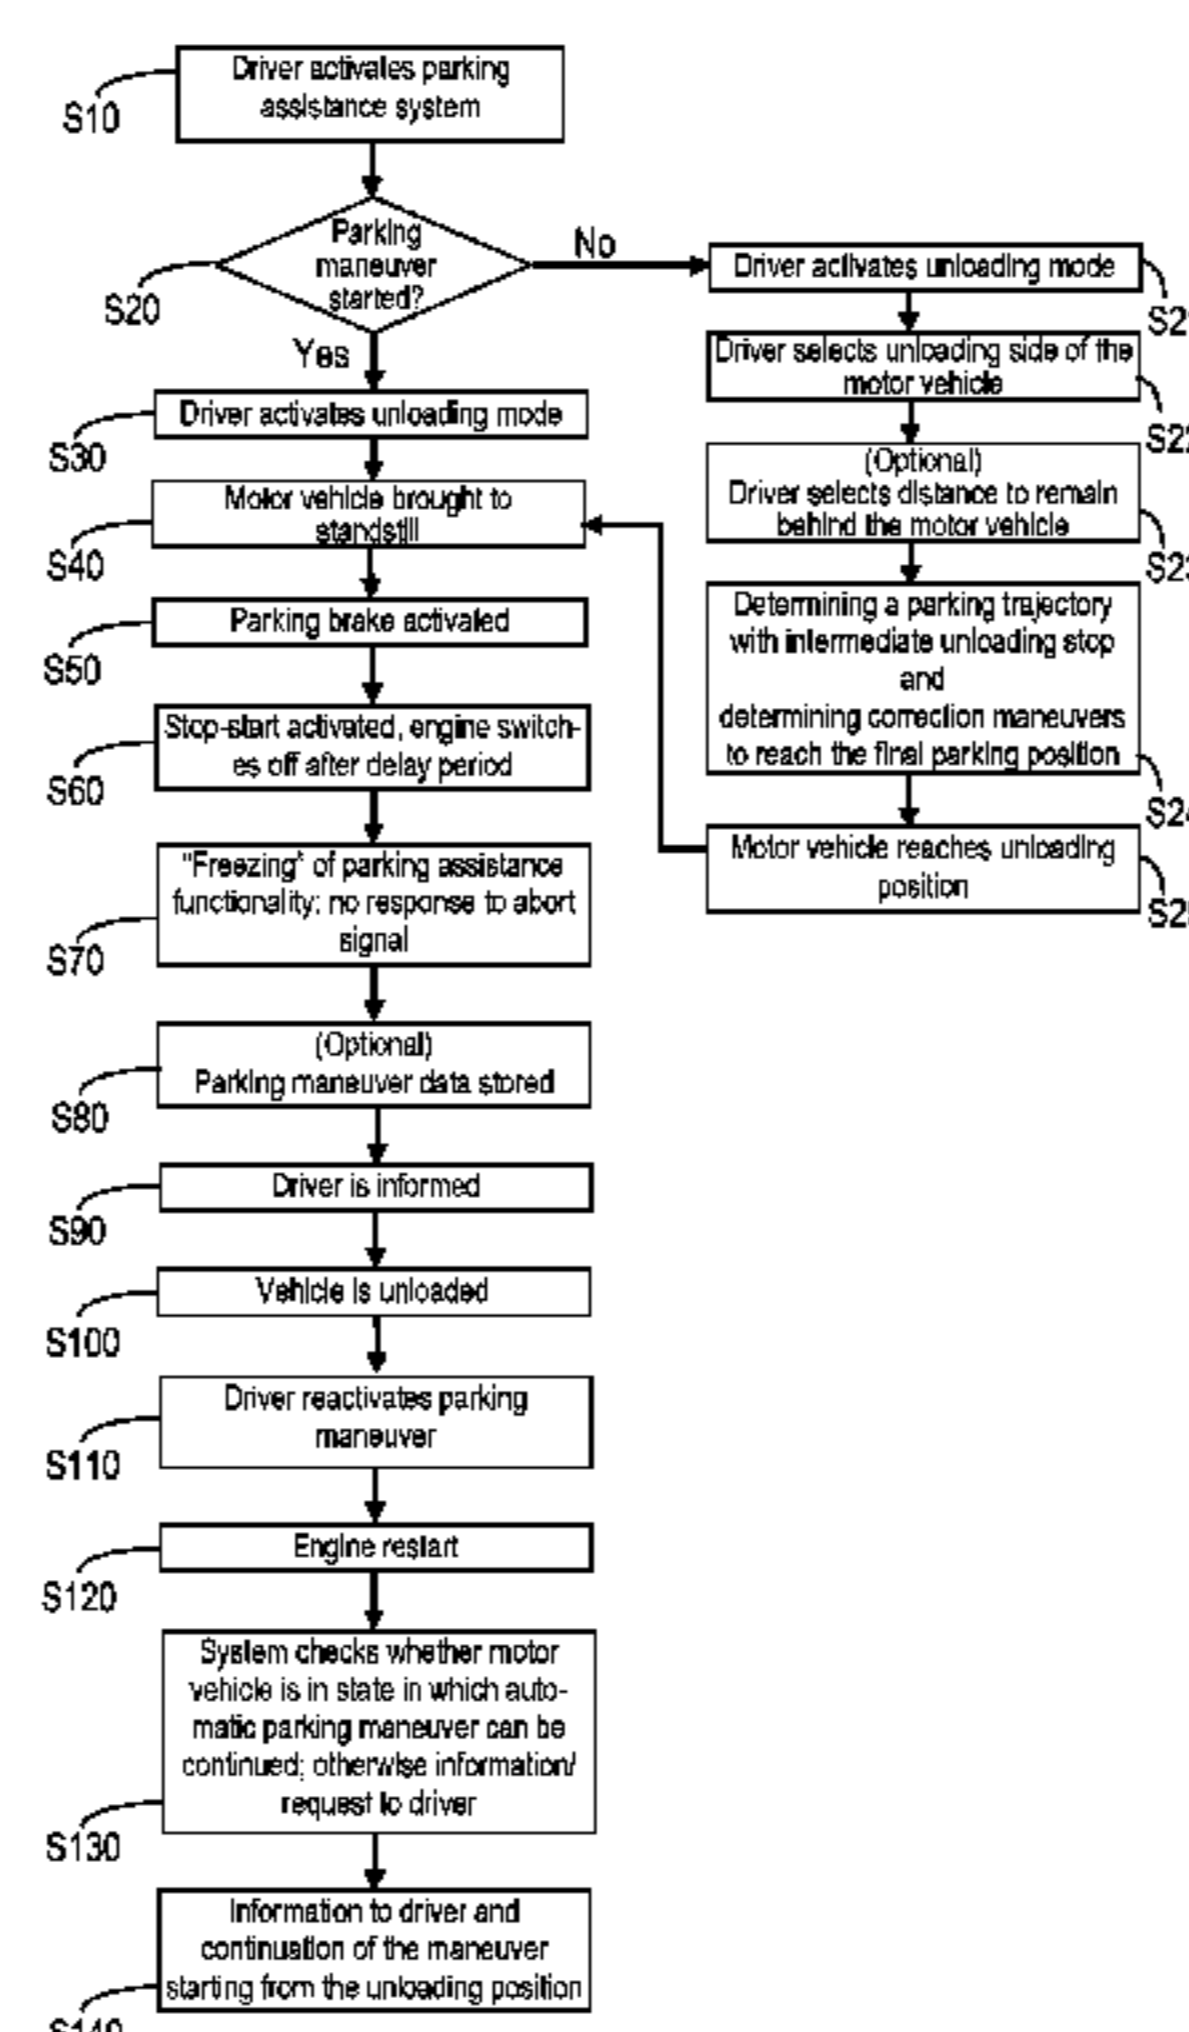 Driver activates parking
assistance system
S10
Parking
maneuver
started?
S20
No
Yes
Driver activates unloading mode
S30
Motor vehicle brought to
standstill
S40
Parking brake activated
S50
Stop-start activated, engine switch-
es off after delay period
S60
"Freezing" of parking assistance
functionality; no response to abort
signal
S70
(Optional)
Parking maneuver data stored
S80
Driver is informed
S90
Vehicle is unloaded
S100
Driver reactivates parking
maneuver
S110
Engine restart
S120
System checks whether motor
vehicle is in state in which auto-
matic parking maneuver can be
continued; otherwise information/
request to driver
S130
Information to driver and
continuation of the maneuver
starting from the unloading position
S140
Driver activates unloading mode
Driver selects unloading side of the
motor vehicle
S22
(Optional)
Driver selects distance to remain
behind the motor vehicle
S23
Determining a parking trajectory
with intermediate unloading stop
and
determining correction maneuvers
to reach the final parking position
S24
Motor vehicle reaches unloading
position